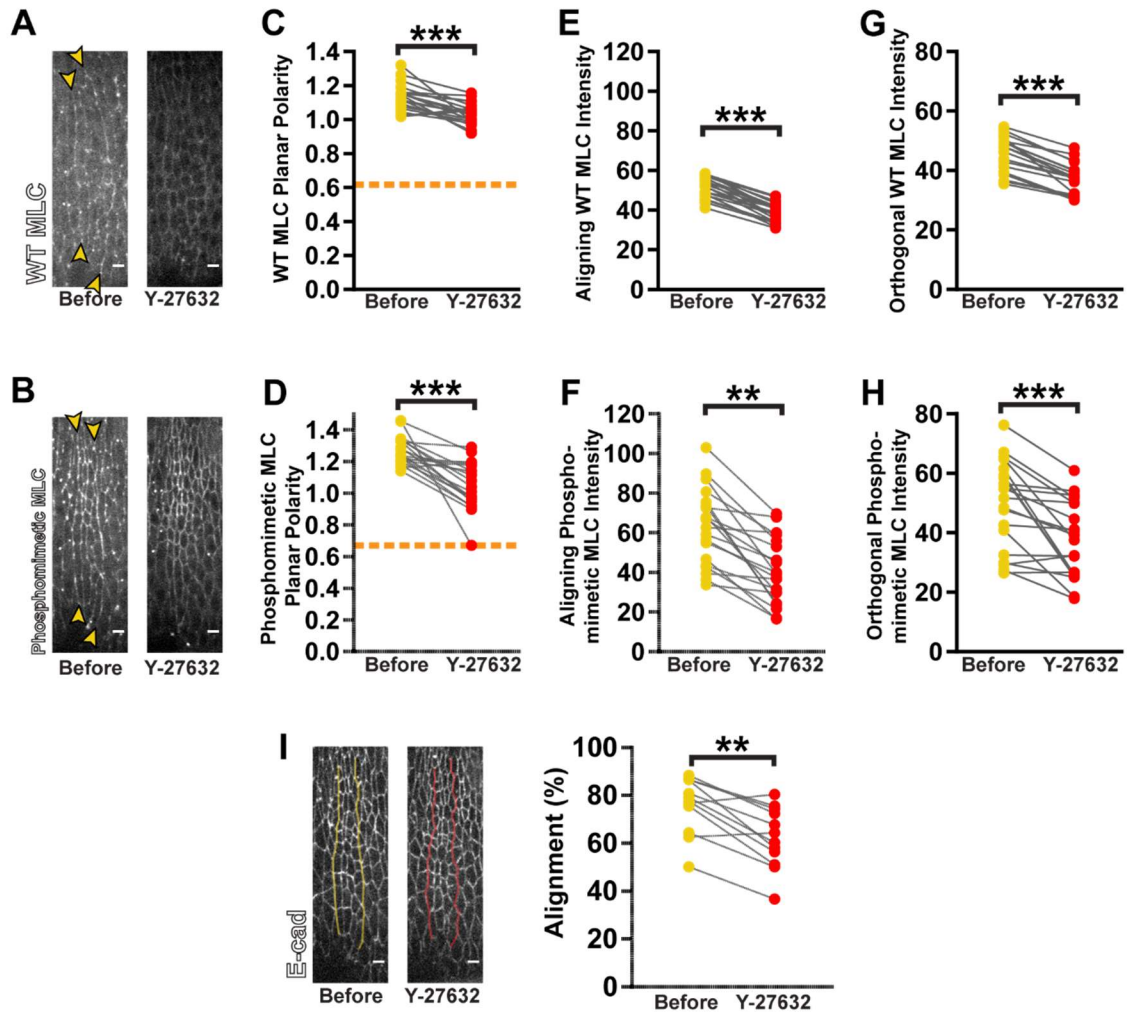 A
WT MLC
Before
Y-27632
C
WT MLC Planar Polarity
1.4
1.2
1.0
0.8
0.6
0.4
0.2
0.0
***
Before
Y-27632
E
Aligning WT MLC Intensity
120
100
80
60
40
20
0
***
Before
Y-27632
G
Orthogonal WT MLC Intensity
80
60
40
20
0
***
Before
Y-27632
B
Phosphomimetic MLC
Before
Y-27632
D
Phosphomimetic MLC
Planar Polarity
1.4
1.2
1.0
0.8
0.6
0.4
0.2
0.0
***
Before
Y-27632
F
Aligning Phospho-
mimetic MLC Intensity
120
100
80
60
40
20
0
**
Before
Y-27632
H
Orthogonal Phospho-
mimetic MLC Intensity
80
60
40
20
0
***
Before
Y-27632
I
E-cad
Before
Y-27632
Alignment (%)
100
80
60
40
20
0
**
Before
Y-27632